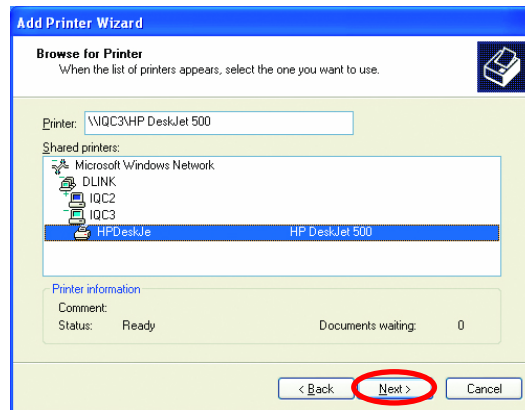 Add Printer Wizard
Browse for Printer
When the list of printers appears, select the one you want to use.
Printer: \\IQC3\HP DeskJet 500
Shared printers:
Microsoft Windows Network
DLINK
IQC2
IQC3
HPDeskJe HP DeskJet 500
Printer information
Comment:
Status: Ready Documents waiting: 0
< Back Next > Cancel